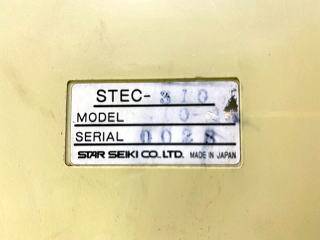 STEC-310
MODEL
SERIAL 0028
STAR SEIKI CO. LTD. MADE IN JAPAN